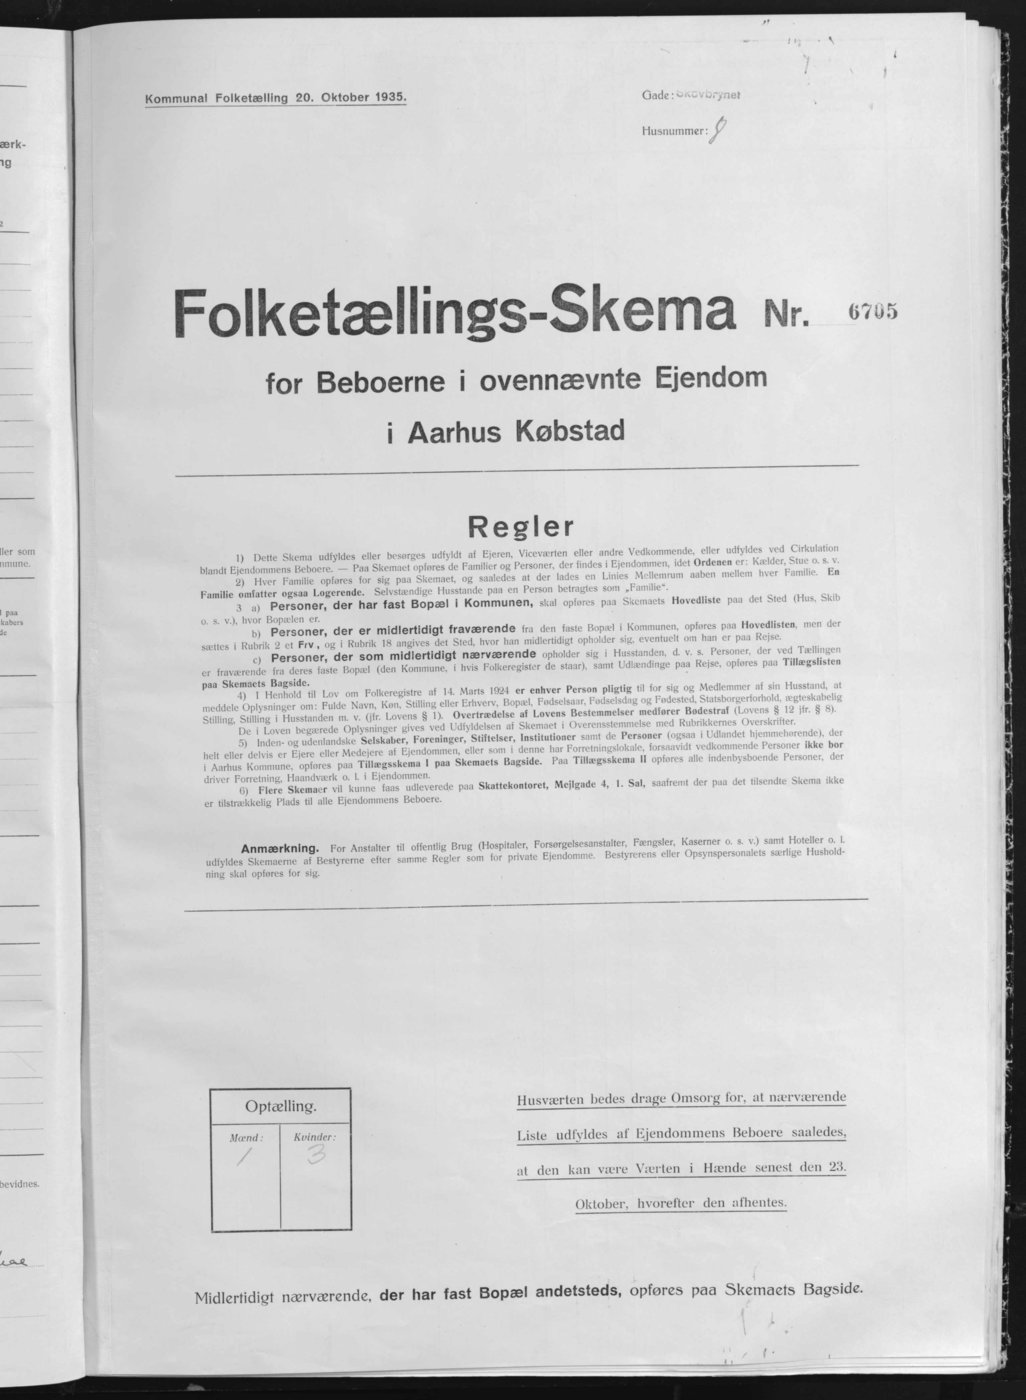 Kommunal Folketælling 20. Oktober 1935.
Gade: Skovbrynet
Husnummer: 8
Folketællings-Skema Nr. 6705
for Beboerne i ovennævnte Ejendom
i Aarhus Købstad
Regler
1) Dette Skema udfyldes eller besørges udfyldt af Ejeren, Viceværten eller andre Vedkommende, eller udfyldes ved Cirkulation
blandt Ejendommens Beboere. — Paa Skemaet opføres de Familier og Personer, der findes i Ejendommen, idet Ordenen er: Kælder, Stue o. s. v.
2) Hver Familie opføres for sig paa Skemaet, og saaledes at der lades en Linies Mellemrum aaben mellem hver Familie. En
Familie omfatter ogsaa Logerende. Selvstændige Husstande paa en Person betragtes som „Familie“.
3 a) Personer, der har fast Bopæl i Kommunen, skal opføres paa Skemaets Hovedliste paa det Sted (Hus, Skib
o. s. v.), hvor Bopælen er.
b) Personer, der er midlertidigt fraværende fra den faste Bopæl i Kommunen, opføres paa Hovedlisten, men der
sættes i Rubrik 2 et Frv., og i Rubrik 18 angives det Sted, hvor han midlertidigt opholder sig, eventuelt om han er paa Rejse.
c) Personer, der som midlertidigt nærværende opholder sig i Husstanden, d. v. s. Personer, der ved Tællingen
er fraværende fra deres faste Bopæl (den Kommune, i hvis Folkeregister de staar), samt Udlændinge paa Rejse, opføres paa Tillægslisten
paa Skemaets Bagside.
4) I Henhold til Lov om Folkeregistre af 14. Marts 1924 er enhver Person pligtig til for sig og Medlemmer af sin Husstand, at
meddele Oplysninger om: Fulde Navn, Køn, Stilling eller Erhverv, Bopæl, Fødselsaar, Fødselsdag og Fødested, Statsborgerforhold, ægteskabelig
Stilling, Stilling i Husstanden m. v. (jfr. Lovens § 1). Overtrædelse af Lovens Bestemmelser medfører Bødestraf (Lovens § 12 jfr. § 8).
De i Loven begærede Oplysninger gives ved Udfyldelsen af Skemaet i Overensstemmelse med Rubrikkernes Overskrifter.
5) Inden- og udenlandske Selskaber, Foreninger, Stiftelser, Institutioner samt de Personer (ogsaa i Udlandet hjemmehørende), der
helt eller delvis er Ejere eller Medejere af Ejendommen, eller som i denne har Forretningslokale, forsaavidt vedkommende Personer ikke bor
i Aarhus Kommune, opføres paa Tillægsskema I paa Skemaets Bagside. Paa Tillægsskema II opføres alle indenbysboende Personer, der
driver Forretning, Haandværk o. l. i Ejendommen.
6) Flere Skemaer vil kunne faas udleverede paa Skattekontoret, Mejlgade 4, 1. Sal, saafremt der paa det tilsendte Skema ikke
er tilstrækkelig Plads til alle Ejendommens Beboere.
Anmærkning. For Anstalter til offentlig Brug (Hospitaler, Forsørgelsesanstalter, Fængsler, Kaserner o. s. v.) samt Hoteller o. l.
udfyldes Skemaerne af Bestyrerne efter samme Regler som for private Ejendomme. Bestyrerens eller Opsynspersonalets særlige Hushold-
ning skal opføres for sig.
Optælling.
Mænd: Kvinder:
1 3
Husværten bedes drage Omsorg for, at nærværende
Liste udfyldes af Ejendommens Beboere saaledes,
at den kan være Værten i Hænde senest den 23.
Oktober, hvorefter den afhentes.
Midlertidigt nærværende, der har fast Bopæl andetsteds, opføres paa Skemaets Bagside.